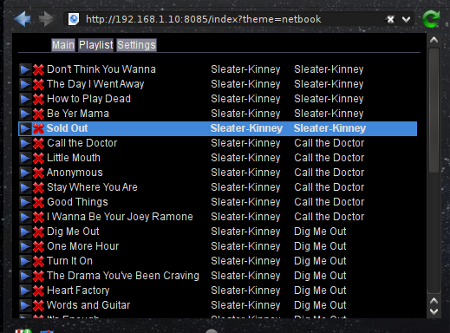 http://192.168.1.10:8085/index?theme=netbook
Main Playlist Settings
Don't Think You Wanna Sleater-Kinney Sleater-Kinney
The Day I Went Away Sleater-Kinney Sleater-Kinney
How to Play Dead Sleater-Kinney Sleater-Kinney
Be Yer Mama Sleater-Kinney Sleater-Kinney
Sold Out Sleater-Kinney Sleater-Kinney
Call the Doctor Sleater-Kinney Call the Doctor
Little Mouth Sleater-Kinney Call the Doctor
Anonymous Sleater-Kinney Call the Doctor
Stay Where You Are Sleater-Kinney Call the Doctor
Good Things Sleater-Kinney Call the Doctor
I Wanna Be Your Joey Ramone Sleater-Kinney Call the Doctor
Dig Me Out Sleater-Kinney Dig Me Out
One More Hour Sleater-Kinney Dig Me Out
Turn It On Sleater-Kinney Dig Me Out
The Drama You've Been Craving Sleater-Kinney Dig Me Out
Heart Factory Sleater-Kinney Dig Me Out
Words and Guitar Sleater-Kinney Dig Me Out
It's Enough Sleater-Kinney Dig Me Out